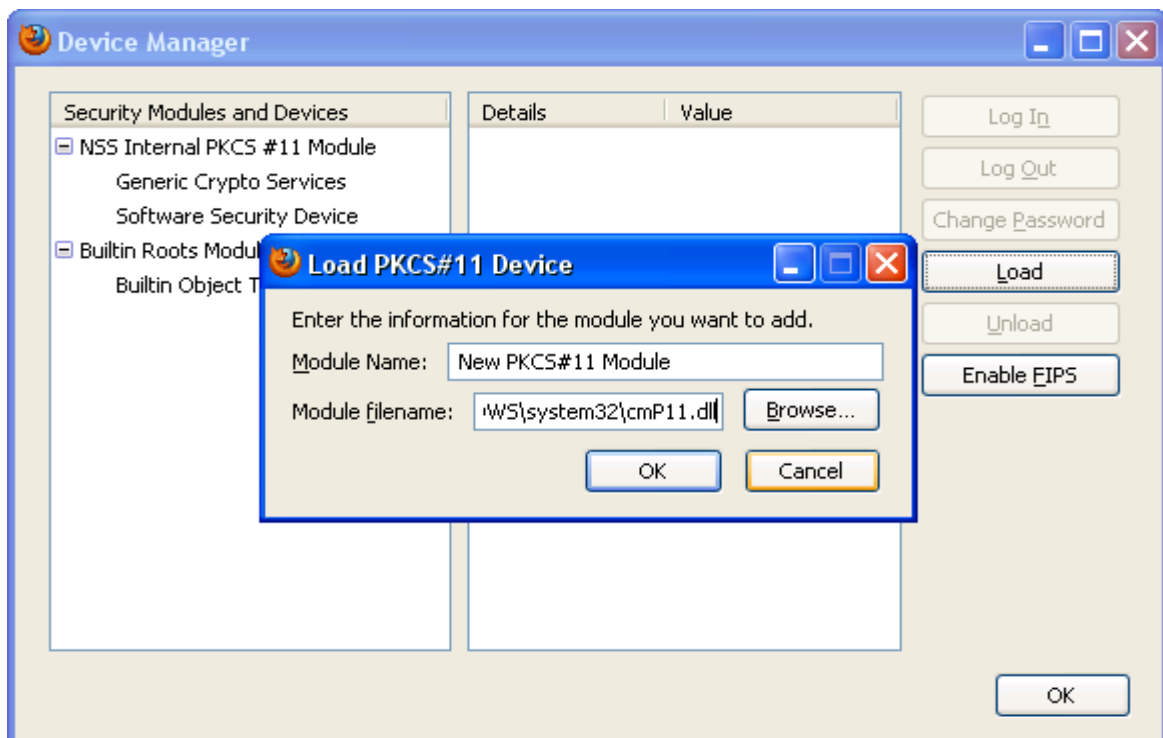 Device Manager
Security Modules and Devices
Details Value
NSS Internal PKCS #11 Module
Generic Crypto Services
Software Security Device
Builtin Roots Modul
Builtin Object T
Log In
Log Out
Change Password
Load
Unload
Enable FIPS
Load PKCS#11 Device
Enter the information for the module you want to add.
Module Name: New PKCS#11 Module
Module filename: WS\system32\cmP11.dll Browse...
OK Cancel
OK